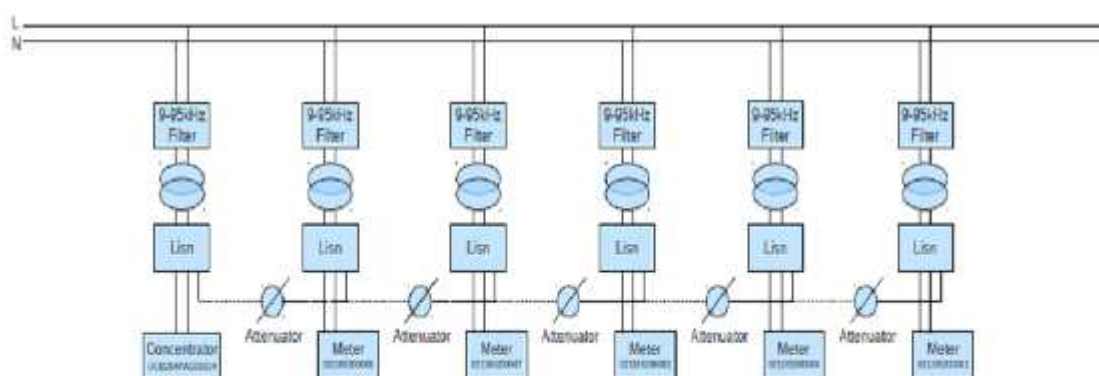 L
N
9-95kHz
Filter
9-95kHz
Filter
9-95kHz
Filter
9-95kHz
Filter
9-95kHz
Filter
9-95kHz
Filter
Lisn
Lisn
Lisn
Lisn
Lisn
Lisn
Attenuator
Attenuator
Attenuator
Attenuator
Attenuator
Concentrator
Meter
Meter
Meter
Meter
Meter